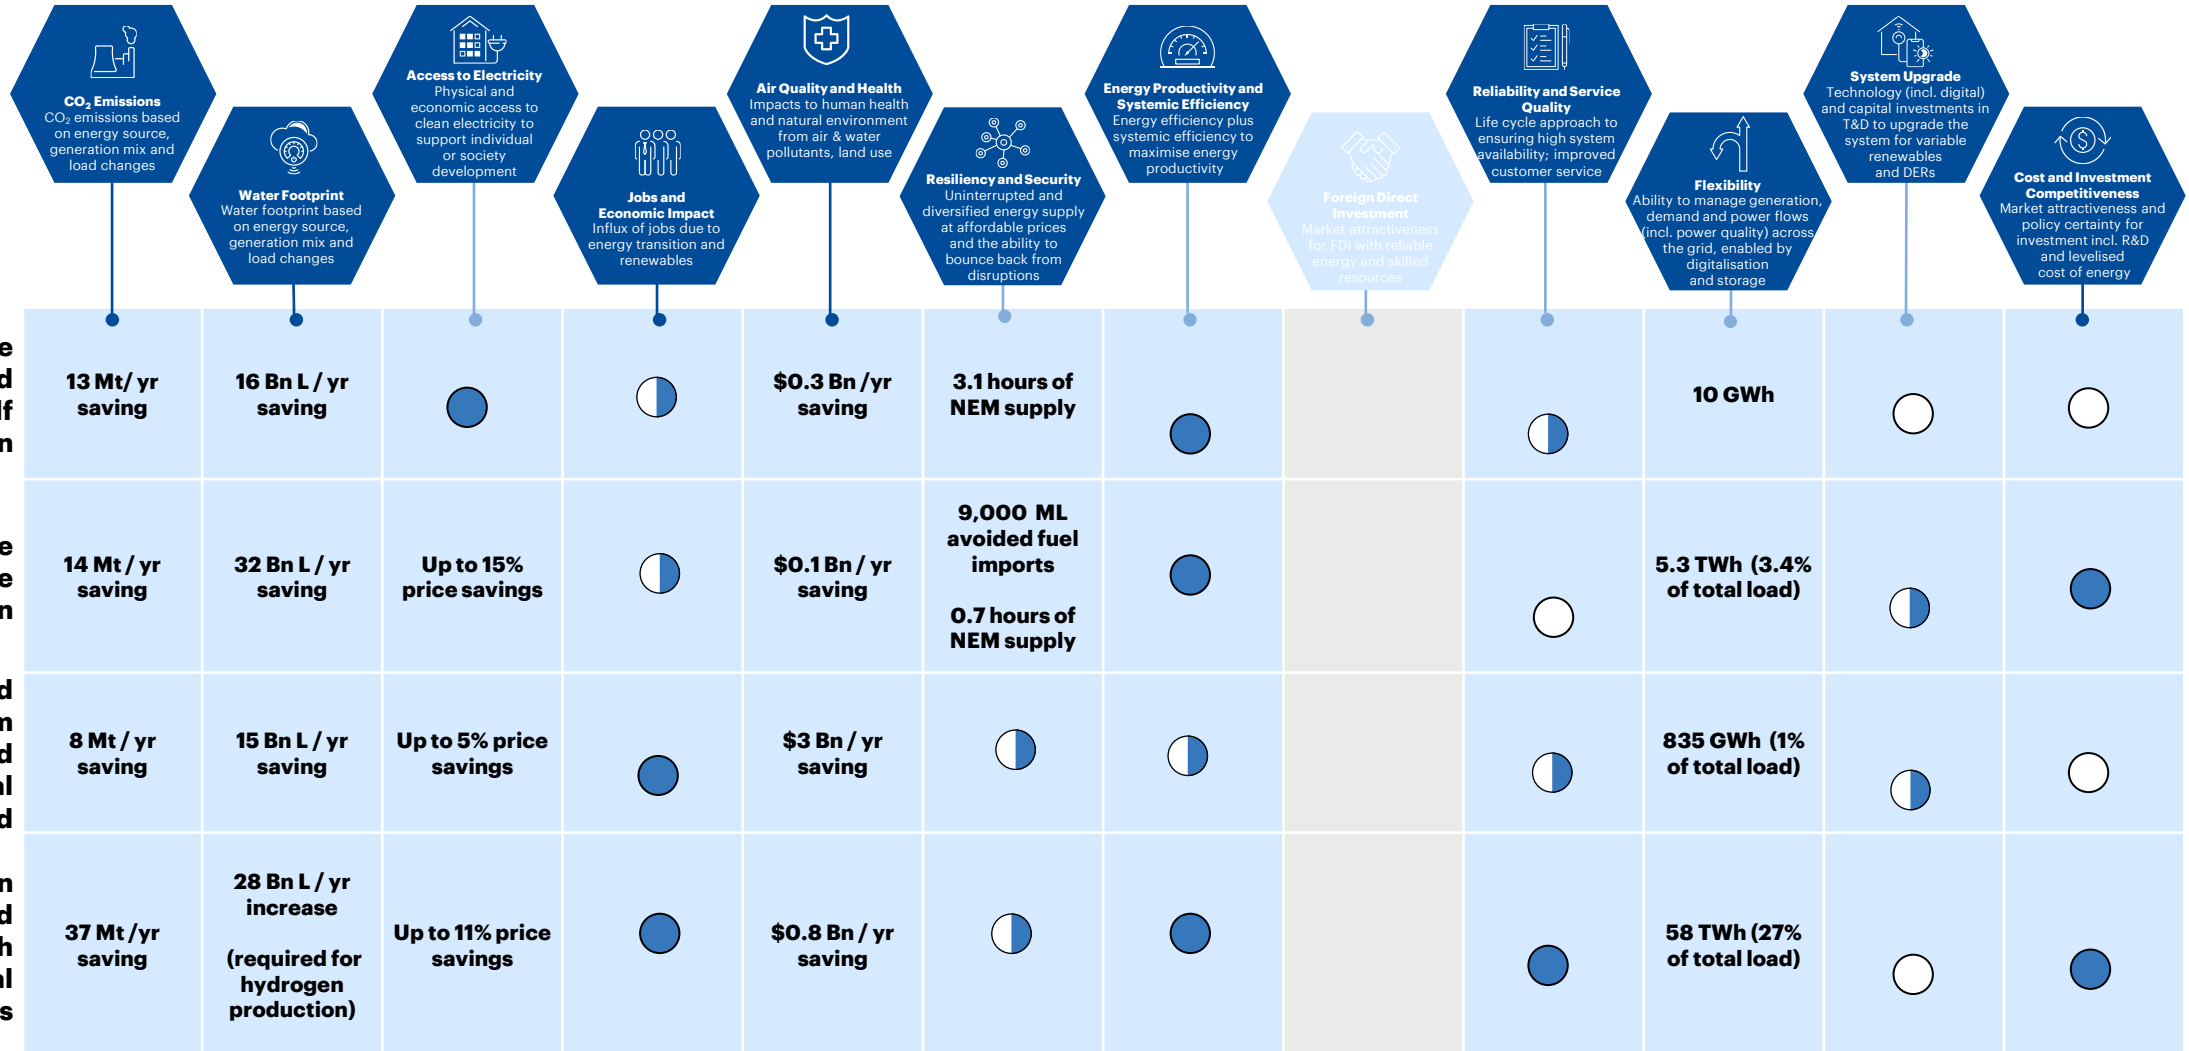 CO₂ Emissions
CO₂ emissions based
on energy source,
generation mix and
load changes
Water Footprint
Water footprint based
on energy source,
generation mix and
load changes
Access to Electricity
Physical and
economic access to
clean electricity to
support individual
or society
development
Jobs and
Economic Impact
Influx of jobs due to
energy transition and
renewables
Air Quality and Health
Impacts to human health
and natural environment
from air & water
pollutants, land use
Resiliency and Security
Uninterrupted and
diversified energy supply
at affordable prices
and the ability to
bounce back from
disruptions
Energy Productivity and
Systemic Efficiency
Energy efficiency plus
systemic efficiency to
maximise energy
productivity
Foreign Direct
Investment
Market attractiveness
for FDI with reliable
energy and skilled
resources
Reliability and Service
Quality
Life cycle approach to
ensuring high system
availability; improved
customer service
Flexibility
Ability to manage generation,
demand and power flows
(incl. power quality) across
the grid, enabled by
digitalisation
and storage
System Upgrade
Technology (incl. digital)
and capital investments in
T&D to upgrade the
system for variable
renewables
and DERs
Cost and Investment
Competitiveness
Market attractiveness and
policy certainty for
investment incl. R&D
and levelised
cost of energy
e
d
lf
n
13 Mt/ yr
saving
16 Bn L / yr
saving
$0.3 Bn /yr
saving
3.1 hours of
NEM supply
10 GWh
e
e
n
14 Mt / yr
saving
32 Bn L / yr
saving
Up to 15%
price savings
$0.1 Bn / yr
saving
9,000 ML
avoided fuel
imports
0.7 hours of
NEM supply
5.3 TWh (3.4%
of total load)
d
n
d
al
d
8 Mt / yr
saving
15 Bn L / yr
saving
Up to 5% price
savings
$3 Bn / yr
saving
835 GWh (1%
of total load)
n
d
h
al
s
37 Mt /yr
saving
28 Bn L / yr
increase
(required for
hydrogen
production)
Up to 11% price
savings
$0.8 Bn / yr
saving
58 TWh (27%
of total load)